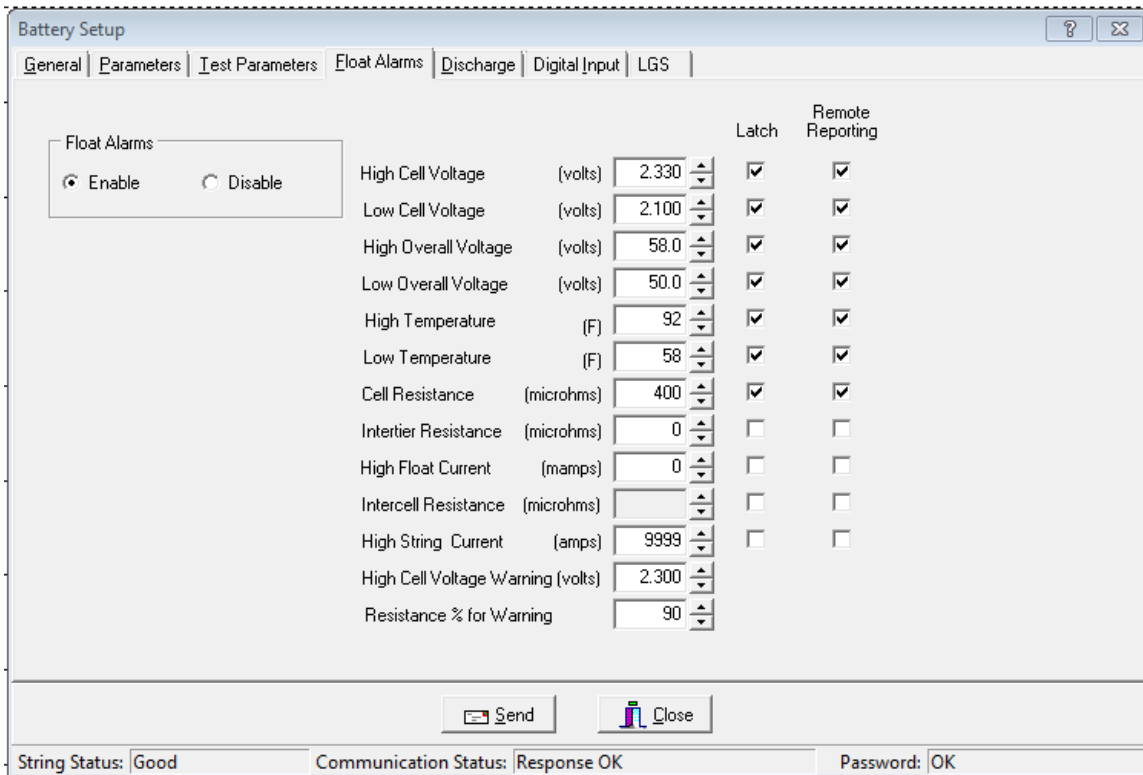 Battery Setup
General Parameters Test Parameters Float Alarms Discharge Digital Input LGS
Latch Remote Reporting
Float Alarms
Enable Disable
High Cell Voltage (volts) 2.330
Low Cell Voltage (volts) 2.100
High Overall Voltage (volts) 58.0
Low Overall Voltage (volts) 50.0
High Temperature (F) 92
Low Temperature (F) 58
Cell Resistance (microhms) 400
Intertier Resistance (microhms) 0
High Float Current (mamps) 0
Intercell Resistance (microhms)
High String Current (amps) 9999
High Cell Voltage Warning (volts) 2.300
Resistance % for Warning 90
Send Close
String Status: Good Communication Status: Response OK Password: OK